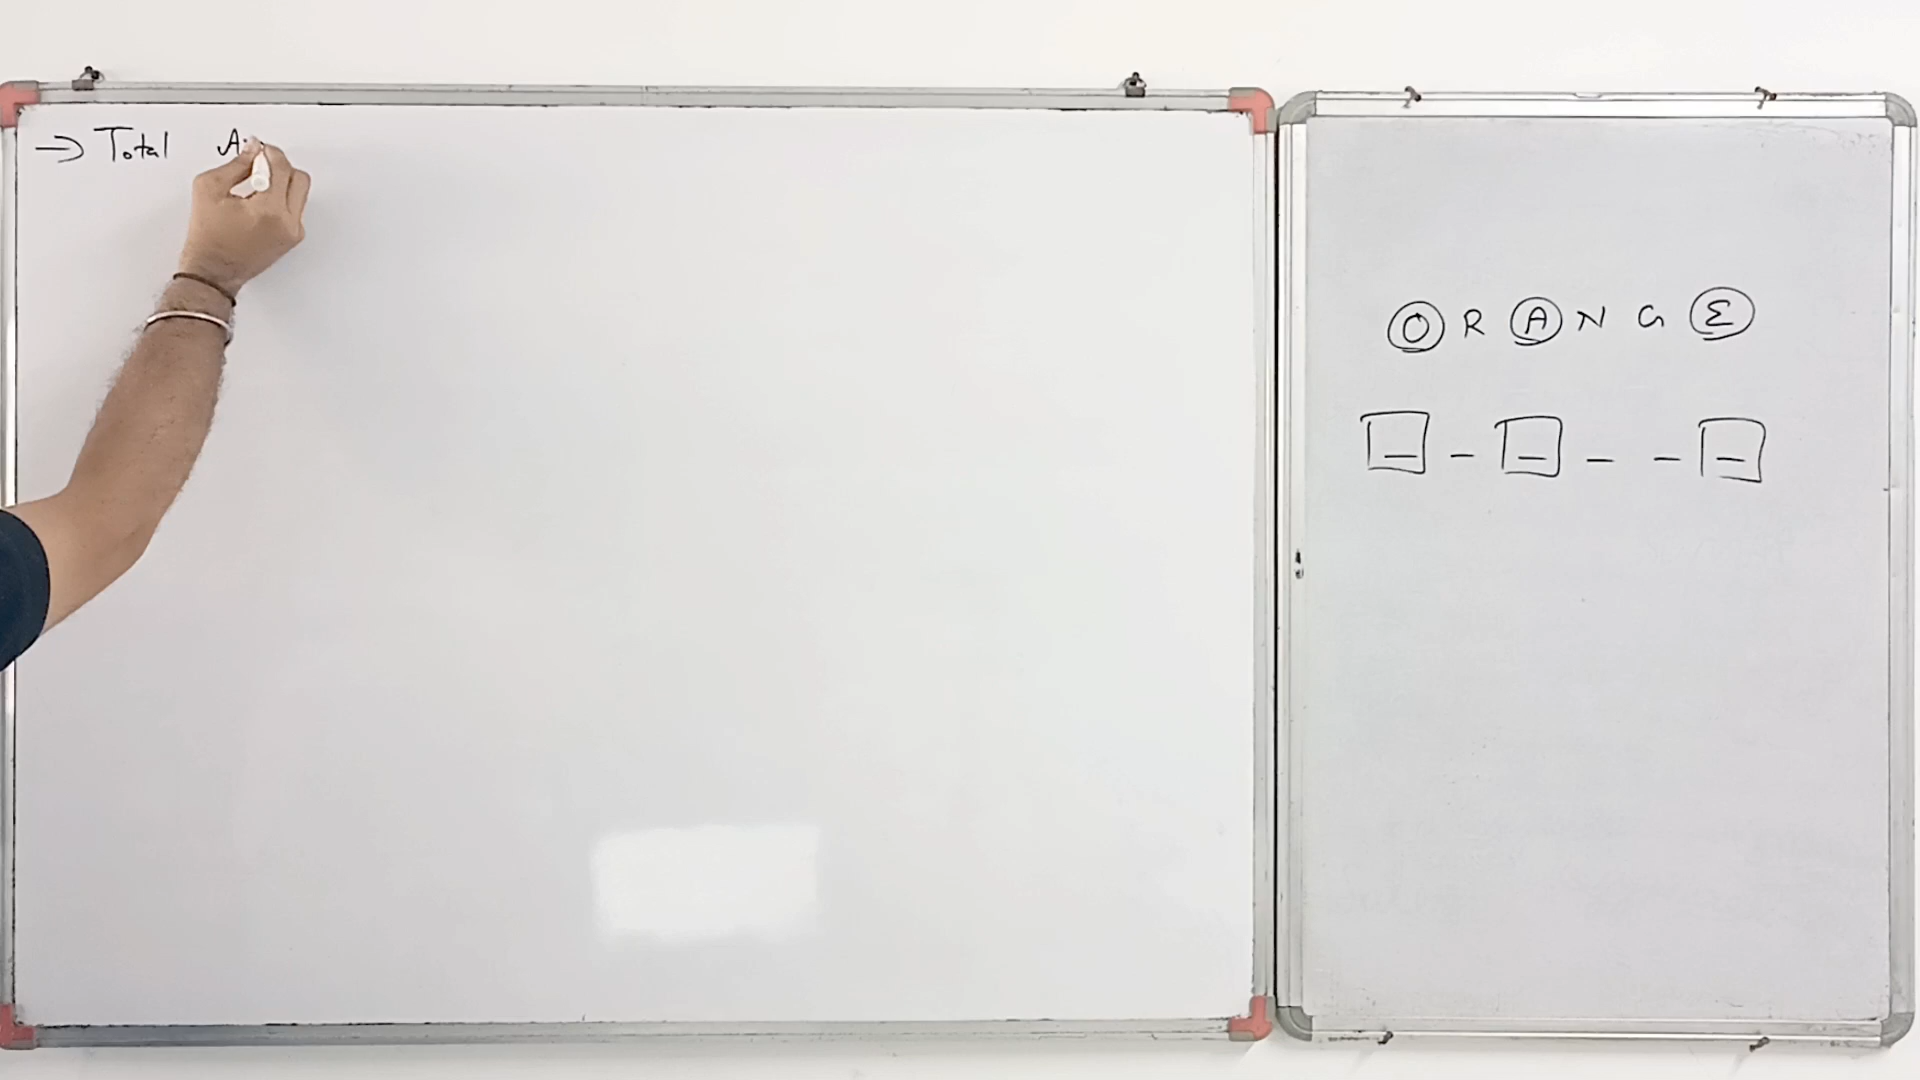 → Total A
O R A N G E
_ _ _ _ _ _